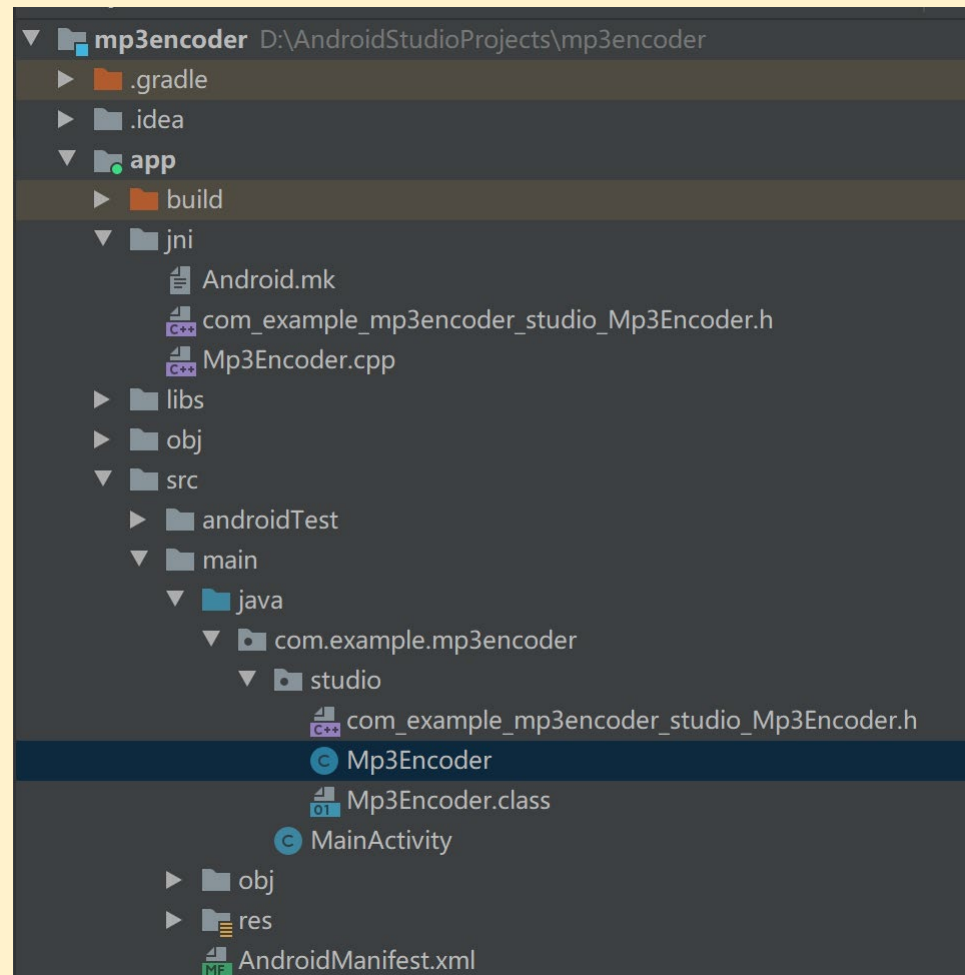 mp3encoder D:\AndroidStudioProjects\mp3encoder
.gradle
.idea
app
build
jni
Android.mk
com_example_mp3encoder_studio_Mp3Encoder.h
Mp3Encoder.cpp
libs
obj
src
androidTest
main
java
com.example.mp3encoder
studio
com_example_mp3encoder_studio_Mp3Encoder.h
Mp3Encoder
Mp3Encoder.class
MainActivity
obj
res
AndroidManifest.xml